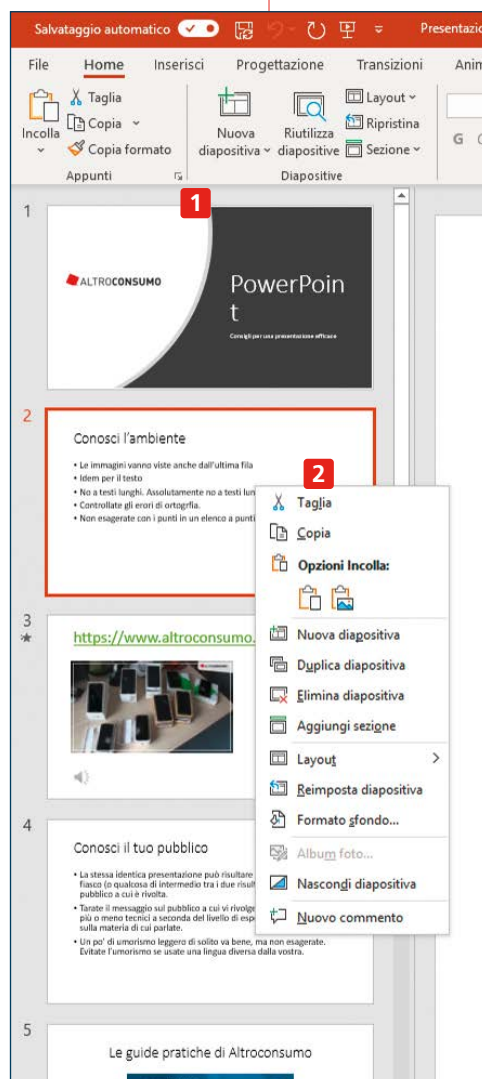 Salvataggio automatico
Presentazio
File Home Inserisci Progettazione Transizioni Anim
Incolla
Taglia
Copia
Copia formato
Appunti
Nuova diapositiva
Riutilizza diapositive
Layout
Ripristina
Sezione
Diapositive
G
1
1
ALTROCONSUMO
PowerPoin
t
Consigli per una presentazione efficace
2
Conosci l'ambiente
• Le immagini vanno viste anche dall'ultima fila
• Idem per il testo
• No a testi lunghi. Assolutamente no a testi lun
• Controllate gli erori di ortogrfia.
• Non esagerate con i punti in un elenco a punti
2
Taglia
Copia
Opzioni Incolla:
Nuova diapositiva
Duplica diapositiva
Elimina diapositiva
Aggiungi sezione
Layout
Reimposta diapositiva
Formato sfondo...
Album foto...
Nascondi diapositiva
Nuovo commento
3
https://www.altroconsumo.
4
Conosci il tuo pubblico
• La stessa identica presentazione può risultare
fiasco (o qualcosa di intermedio tra i due risul
pubblico a cui è rivolta.
• Tarate il messaggio sul pubblico a cui vi rivolge
più o meno tecnici a seconda del livello di esp
sulla materia di cui parlate.
• Un po' di umorismo leggero di solito va bene, ma non esagerate.
Evitate l'umorismo se usate una lingua diversa dalla vostra.
5
Le guide pratiche di Altroconsumo